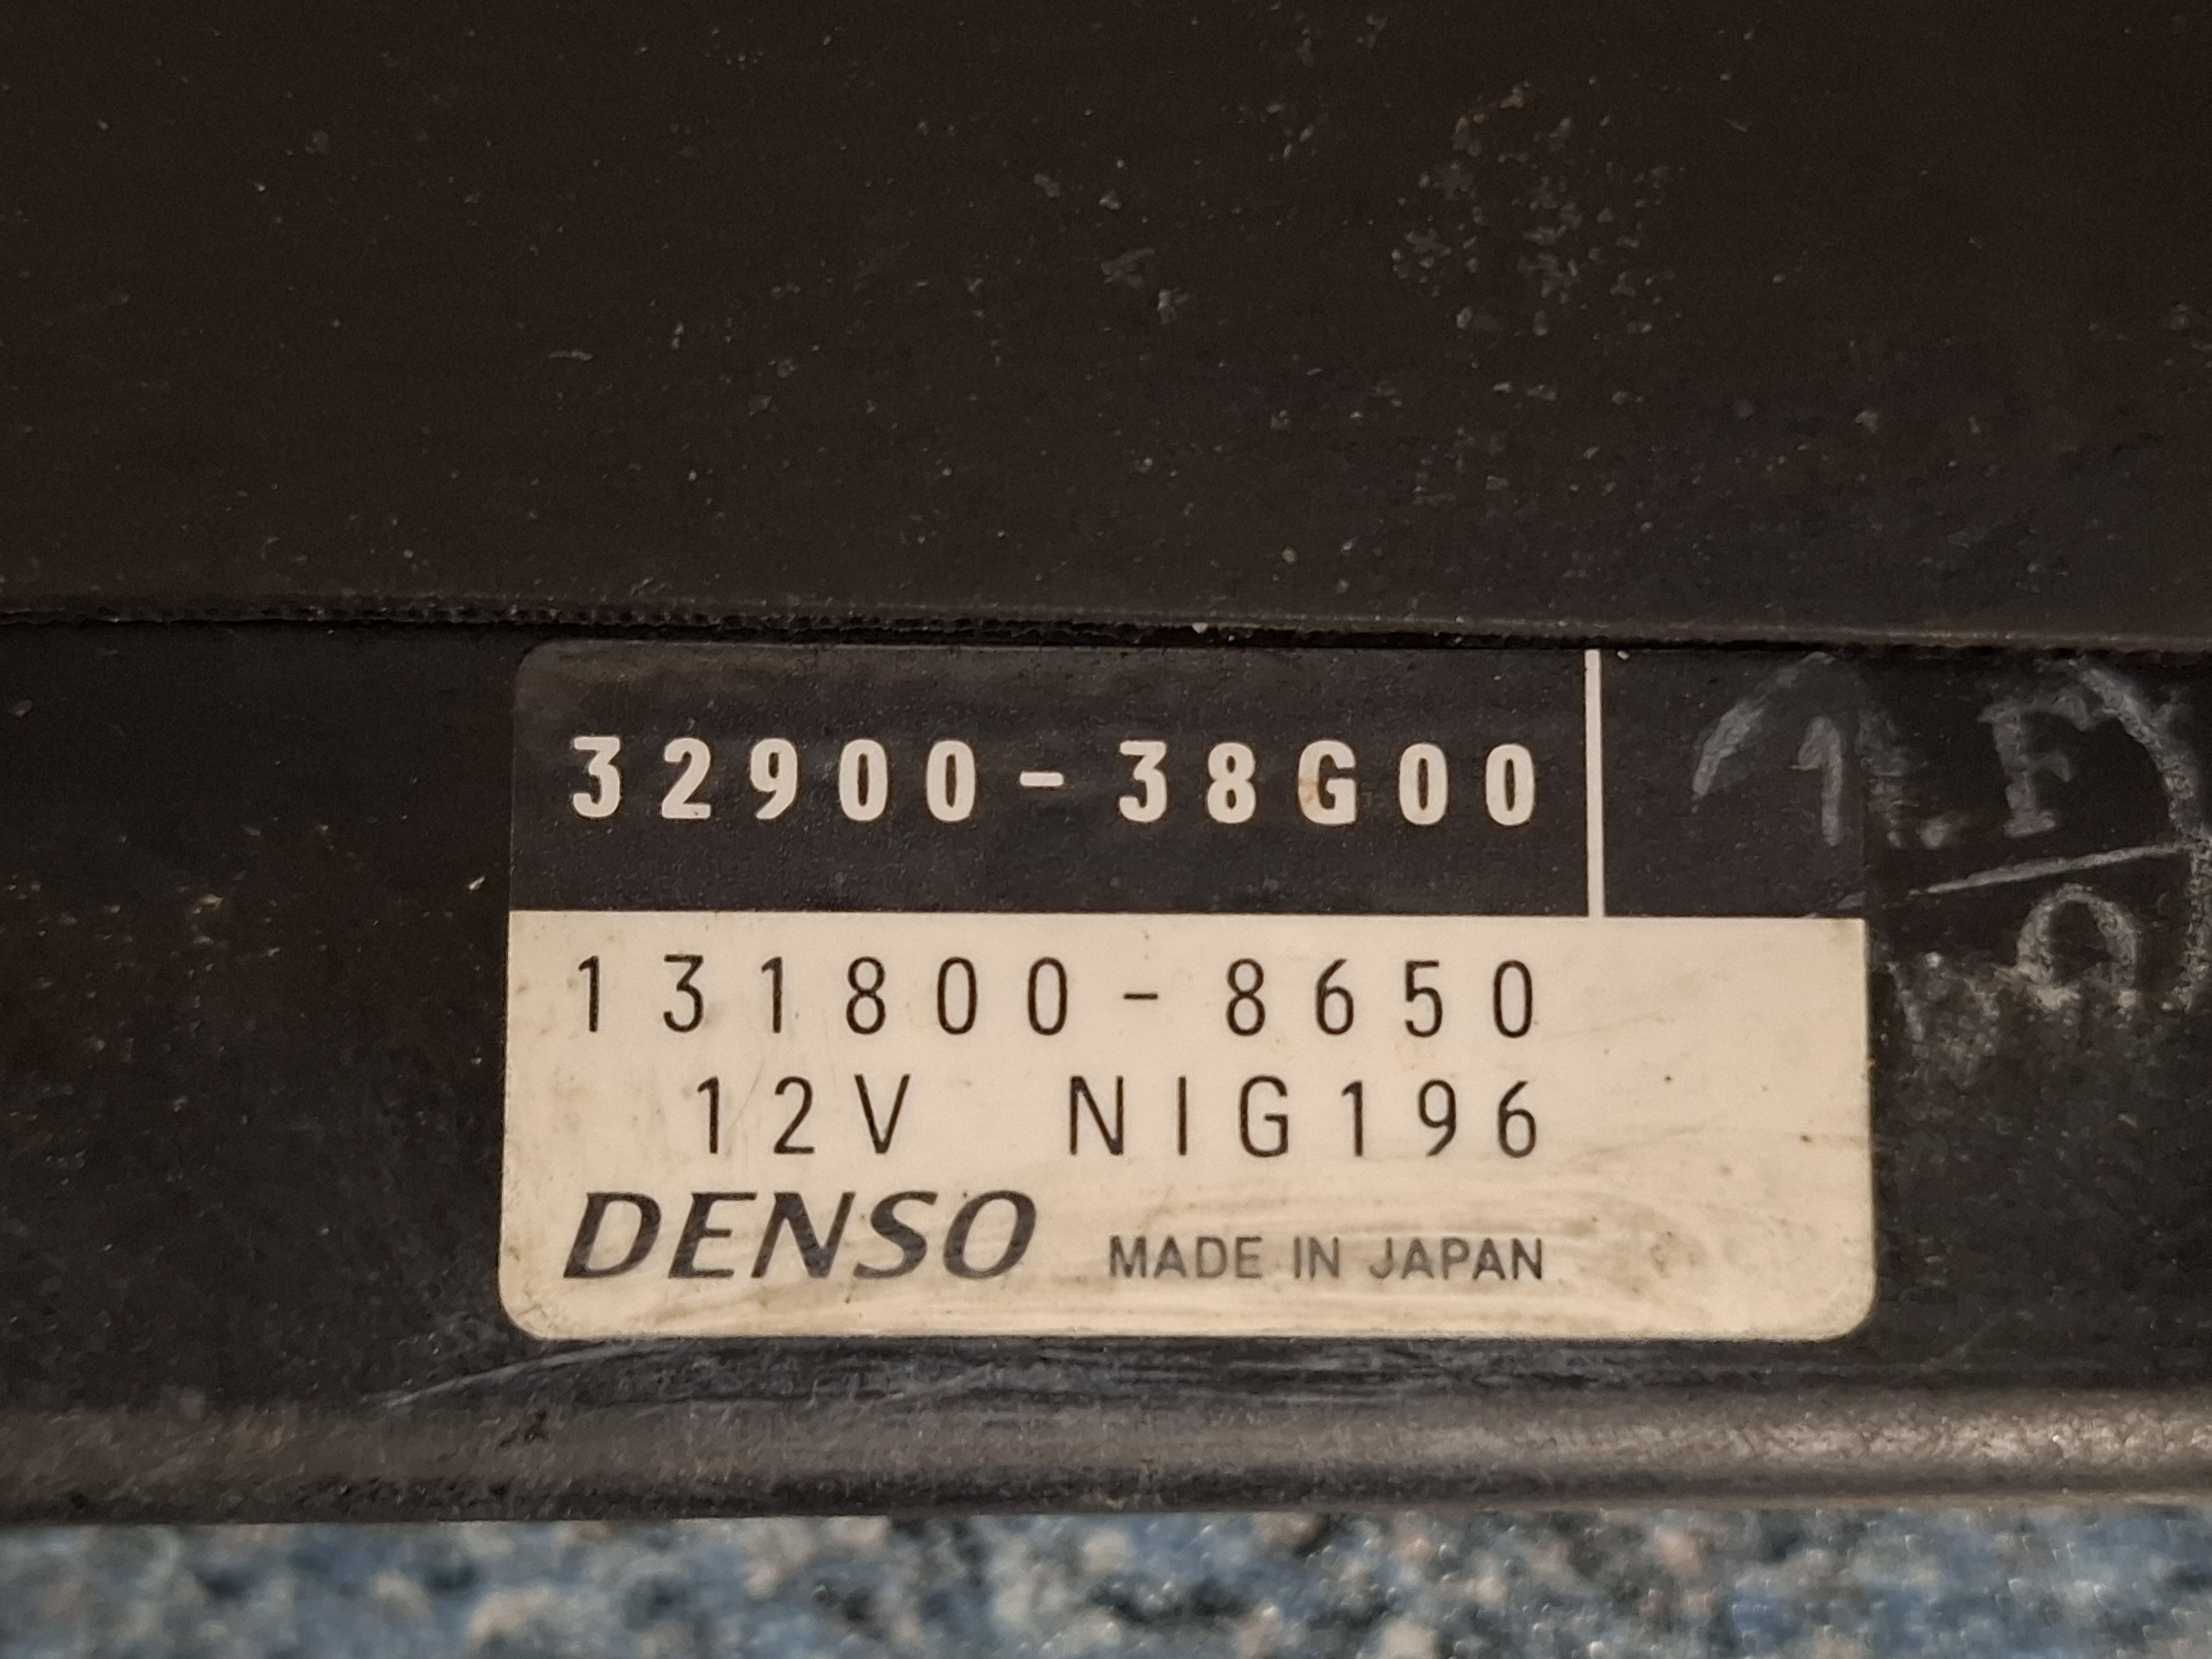 32900-38G00
131800-8650
12V NIG196
DENSO MADE IN JAPAN